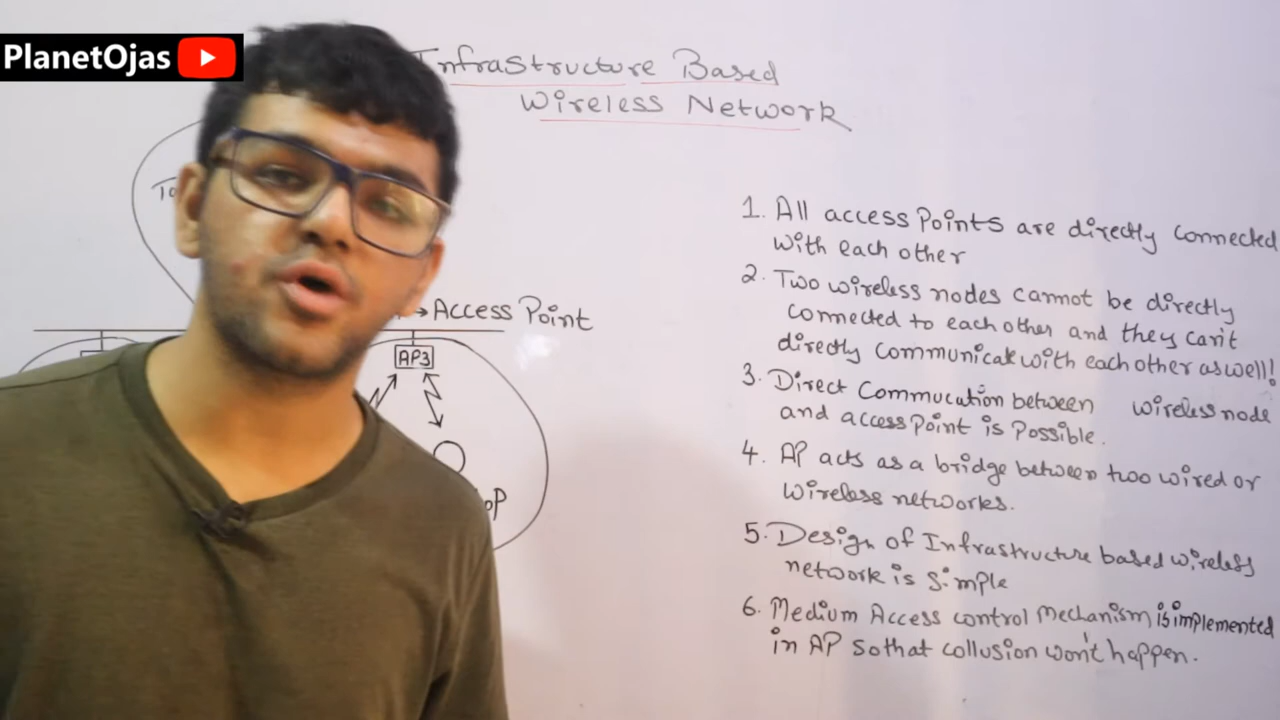 PlanetOjas
Infrastructure Based
Wireless Network
1. All access Points are directly connected
with each other
2. Two wireless nodes cannot be directly
connected to each other and they can't
directly communicate with each other as well!
3. Direct Commucation between wireless node
and access Point is Possible.
4. AP acts as a bridge between two wired or
wireless networks.
5. Design of Infrastructure based wireless
network is simple
6. Medium Access control Mechanism is implemented
in AP so that collusion won't happen.
→ Access Point
AP3